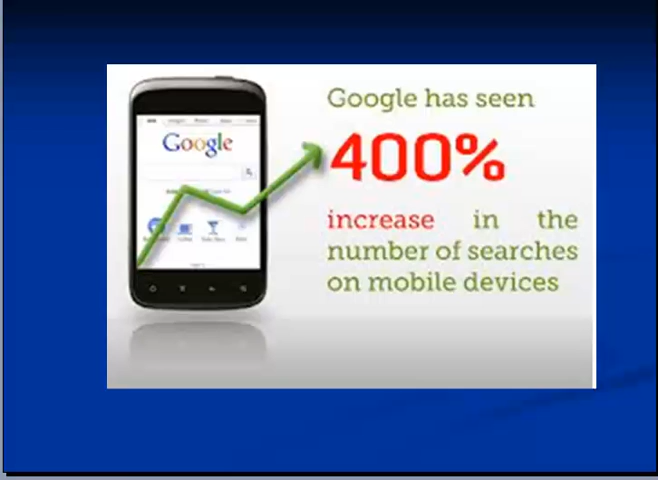 Google has seen
400%
increase in the
number of searches
on mobile devices
Google